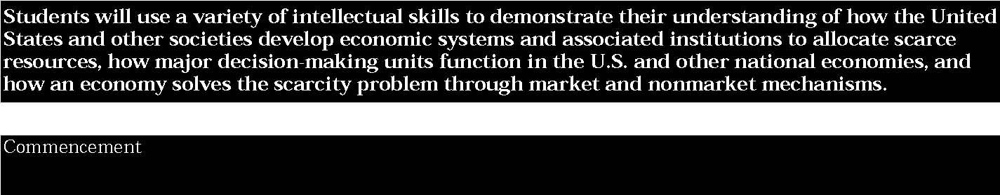 Students will use a variety of intellectual skills to demonstrate their understanding of how the United
States and other societies develop economic systems and associated institutions to allocate scarce
resources, how major decision-making units function in the U.S. and other national economies, and
how an economy solves the scarcity problem through market and nonmarket mechanisms.
Commencement